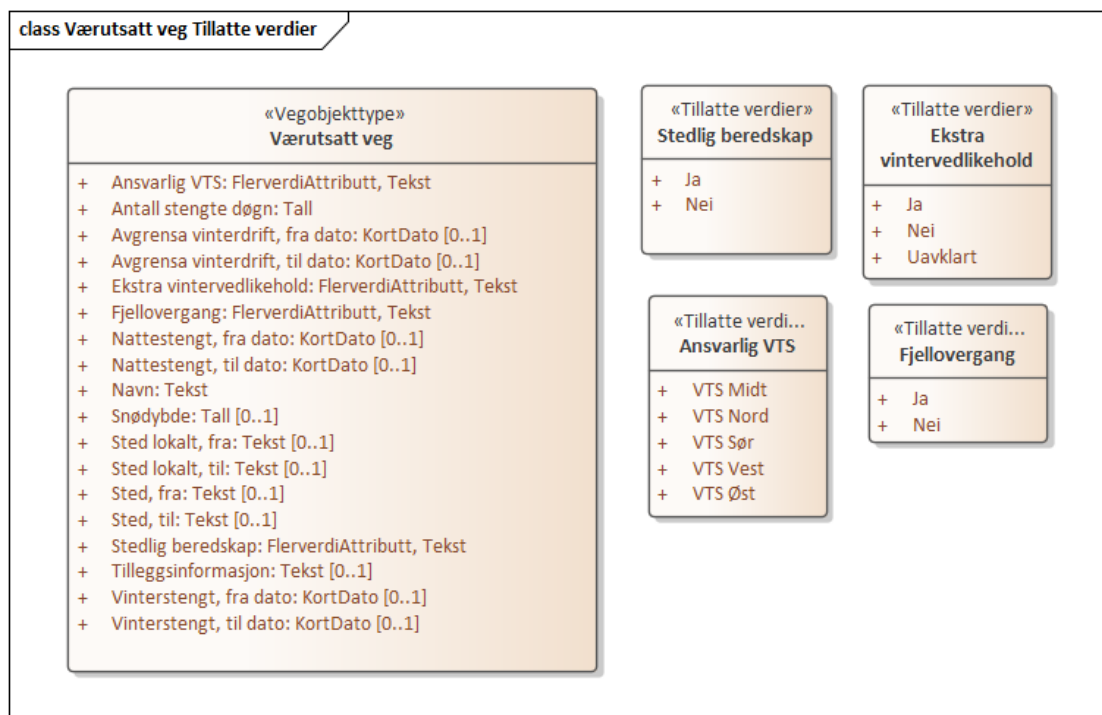 class Værutsatt veg Tillatte verdier
«Vegobjekttype»
Værutsatt veg
+ Ansvarlig VTS: FlerverdiAttributt, Tekst
+ Antall stengte døgn: Tall
+ Avgrensa vinterdrift, fra dato: KortDato [0..1]
+ Avgrensa vinterdrift, til dato: KortDato [0..1]
+ Ekstra vintervedlikehold: FlerverdiAttributt, Tekst
+ Fjellovergang: FlerverdiAttributt, Tekst
+ Nattestengt, fra dato: KortDato [0..1]
+ Nattestengt, til dato: KortDato [0..1]
+ Navn: Tekst
+ Snødybde: Tall [0..1]
+ Sted lokalt, fra: Tekst [0..1]
+ Sted lokalt, til: Tekst [0..1]
+ Sted, fra: Tekst [0..1]
+ Sted, til: Tekst [0..1]
+ Stedlig beredskap: FlerverdiAttributt, Tekst
+ Tilleggsinformasjon: Tekst [0..1]
+ Vinterstengt, fra dato: KortDato [0..1]
+ Vinterstengt, til dato: KortDato [0..1]
«Tillatte verdier»
Stedlig beredskap
+ Ja
+ Nei
«Tillatte verdier»
Ekstra
vintervedlikehold
+ Ja
+ Nei
+ Uavklart
«Tillatte verdi...
Ansvarlig VTS
+ VTS Midt
+ VTS Nord
+ VTS Sør
+ VTS Vest
+ VTS Øst
«Tillatte verdi...
Fjellovergang
+ Ja
+ Nei